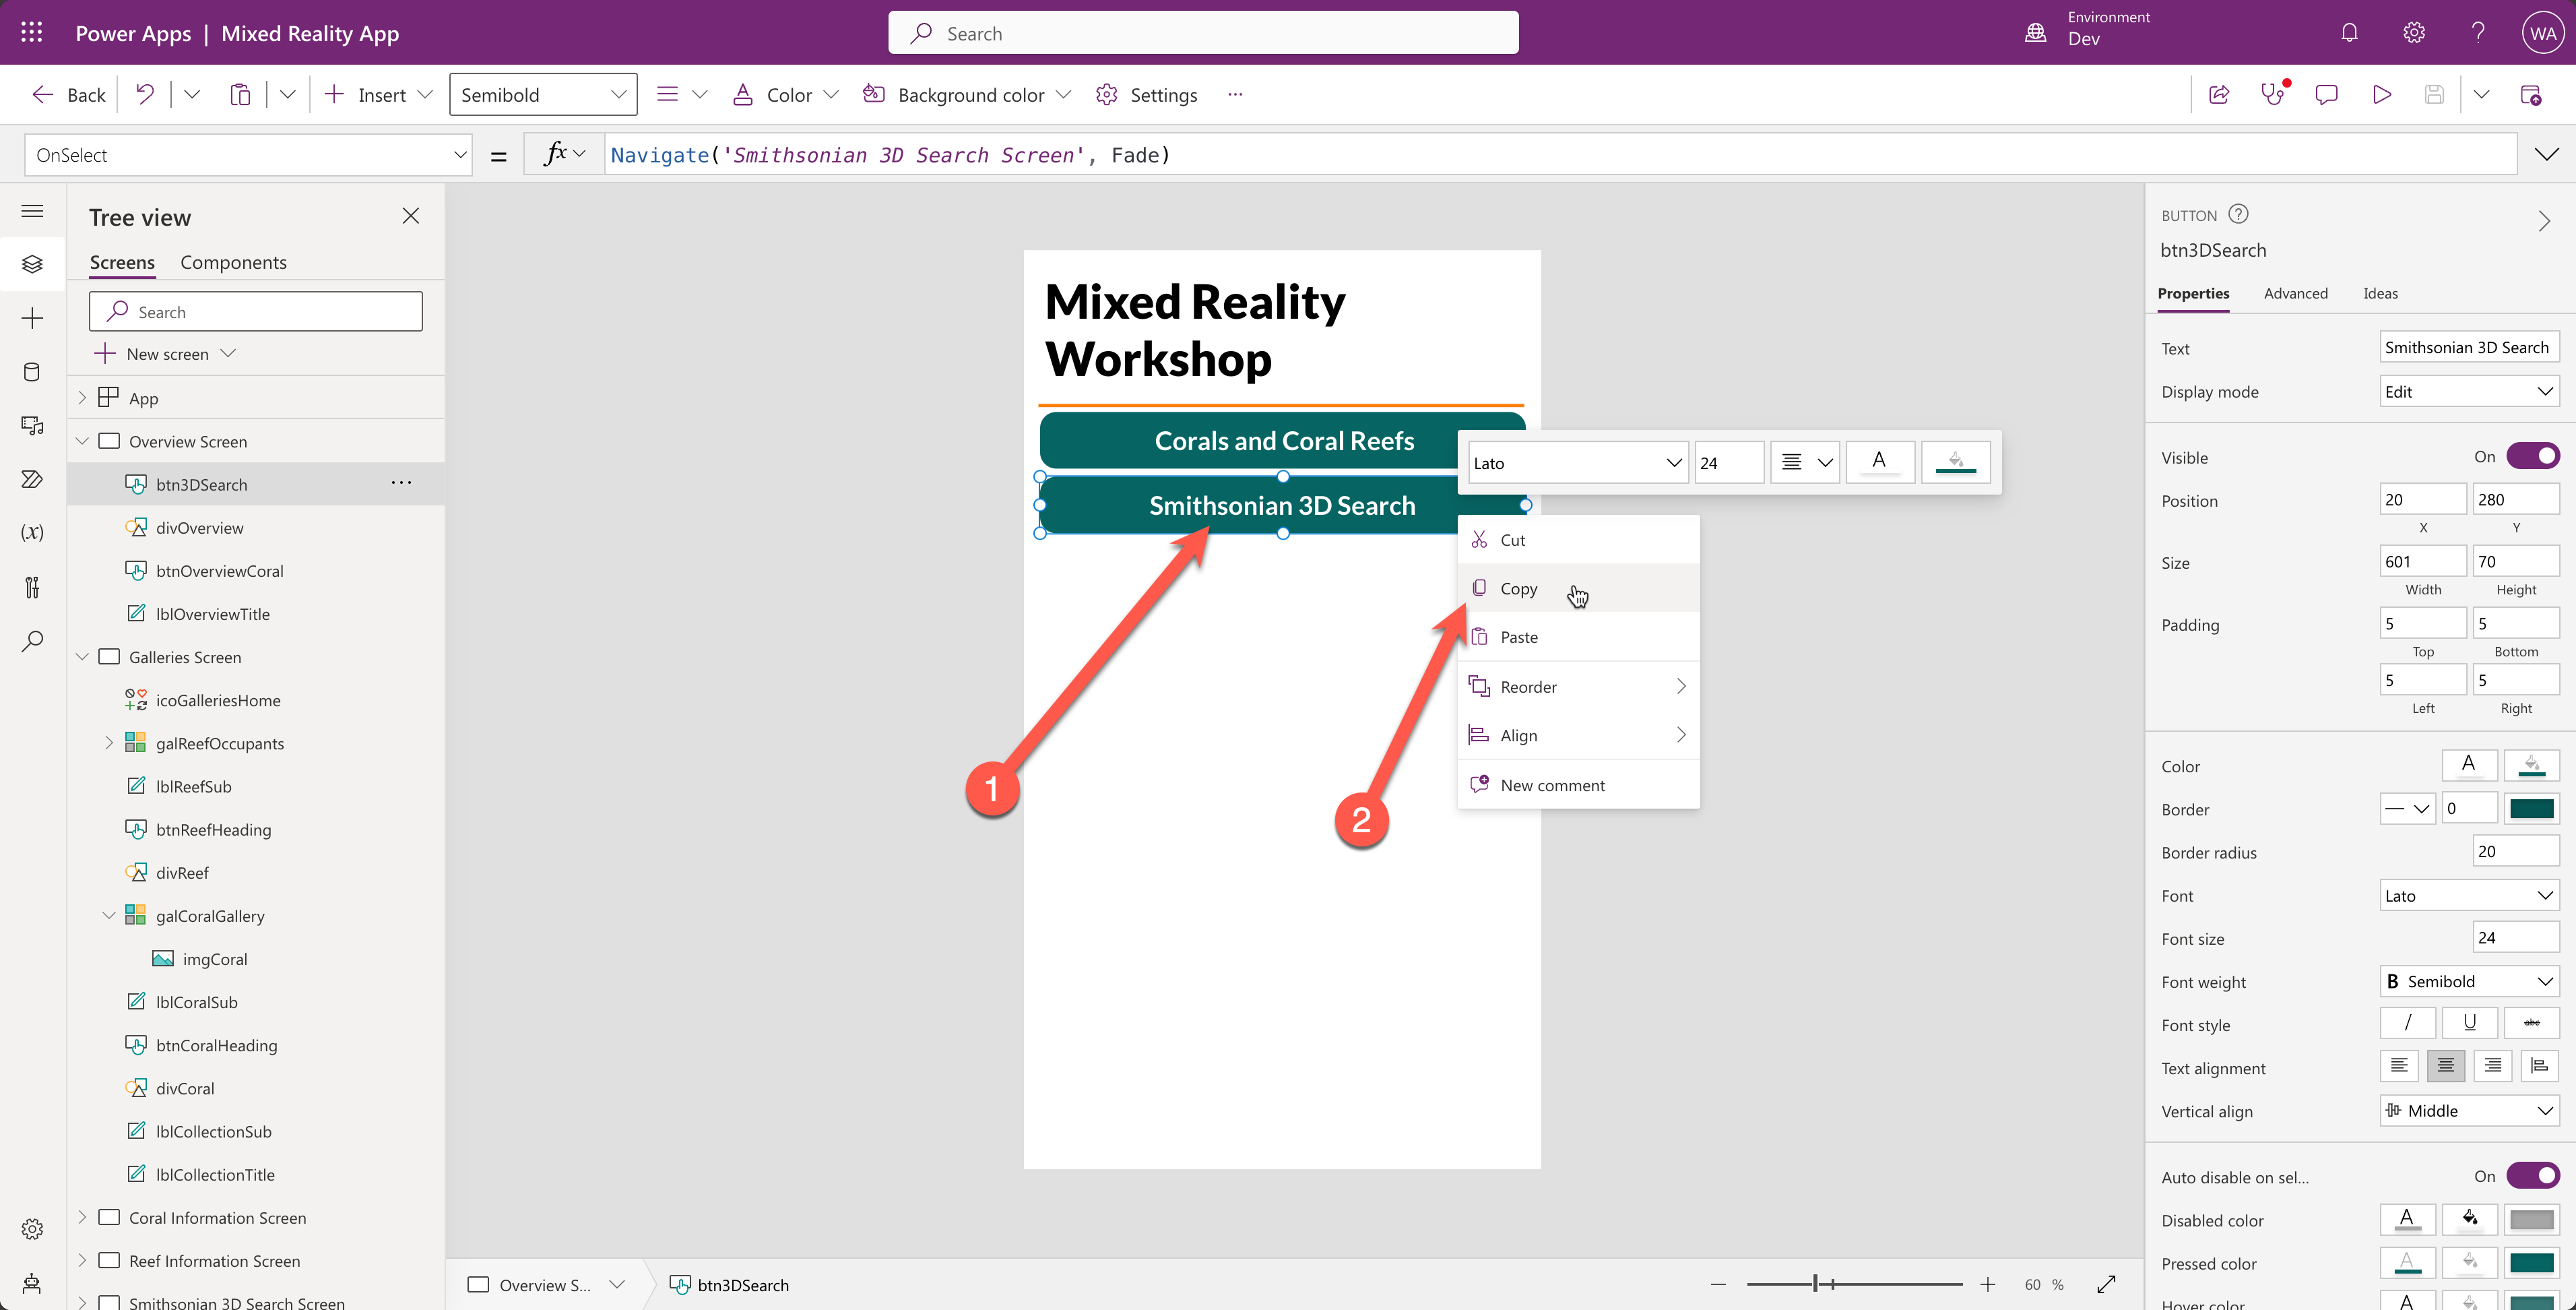 Power Apps | Mixed Reality App
Search
Environment
Dev
WA
Back
Insert
Semibold
Color
Background color
Settings
OnSelect
=
fx
Navigate('Smithsonian 3D Search Screen', Fade)
Tree view
Screens
Components
Search
New screen
App
Overview Screen
btn3DSearch
divOverview
btnOverviewCoral
lblOverviewTitle
Galleries Screen
icoGalleriesHome
galReefOccupants
lblReefSub
btnReefHeading
divReef
galCoralGallery
imgCoral
lblCoralSub
btnCoralHeading
divCoral
lblCollectionSub
lblCollectionTitle
Coral Information Screen
Reef Information Screen
Smithsonian 3D Search Screen
Mixed Reality
Workshop
Corals and Coral Reefs
Smithsonian 3D Search
Lato
24
A
Cut
Copy
Paste
Reorder
Align
New comment
1
2
Overview S...
btn3DSearch
60 %
BUTTON
btn3DSearch
Properties
Advanced
Ideas
Text
Smithsonian 3D Search
Display mode
Edit
Visible
On
Position
20
280
X
Y
Size
601
70
Width
Height
Padding
5
5
Top
Bottom
5
5
Left
Right
Color
A
Border
0
Border radius
20
Font
Lato
Font size
24
Font weight
B Semibold
Font style
/ U abc
Text alignment
Vertical align
Middle
Auto disable on sel...
On
Disabled color
A
Pressed color
A
Hover color
A